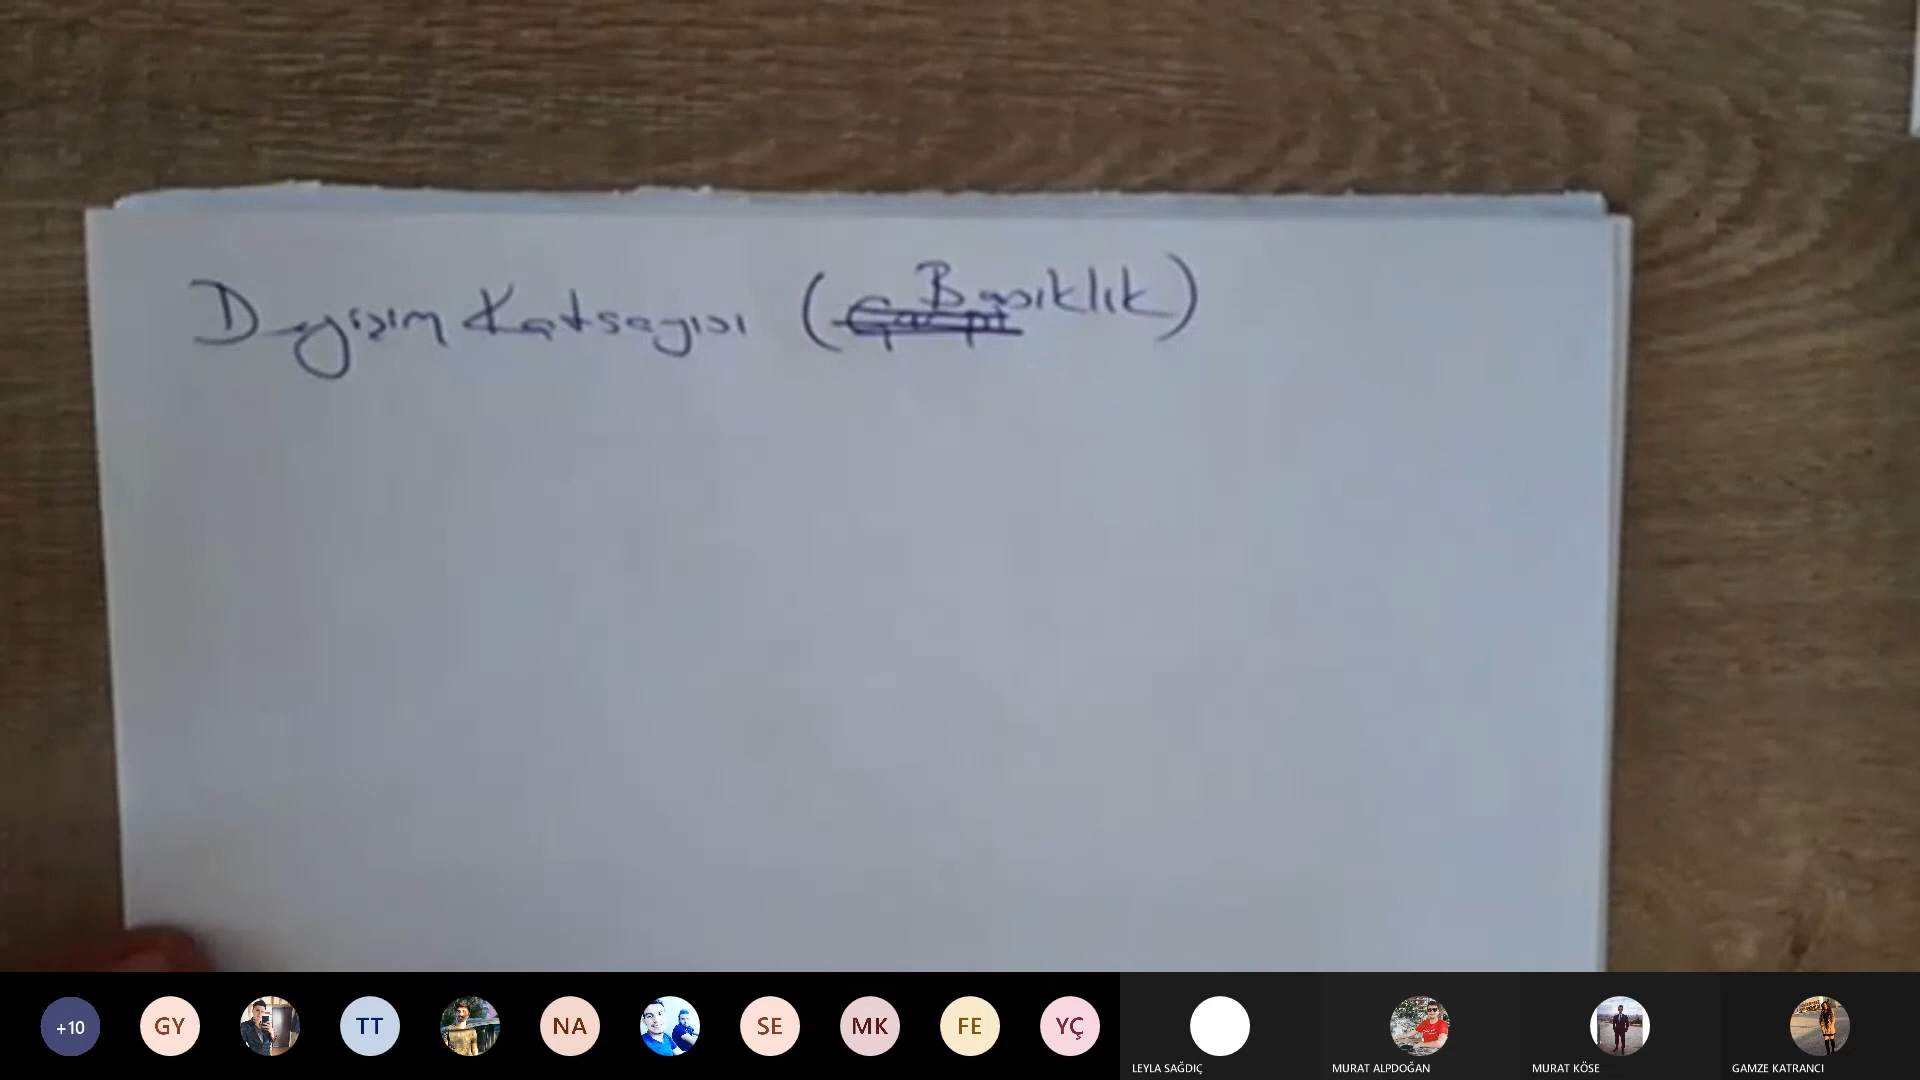 Değişim Katsayısı (Çarpı Basıklık)
+10 GY TT NA SE MK FE YÇ
LEYLA SAĞDIÇ MURAT ALPDOĞAN MURAT KÖSE GAMZE KATRANCI